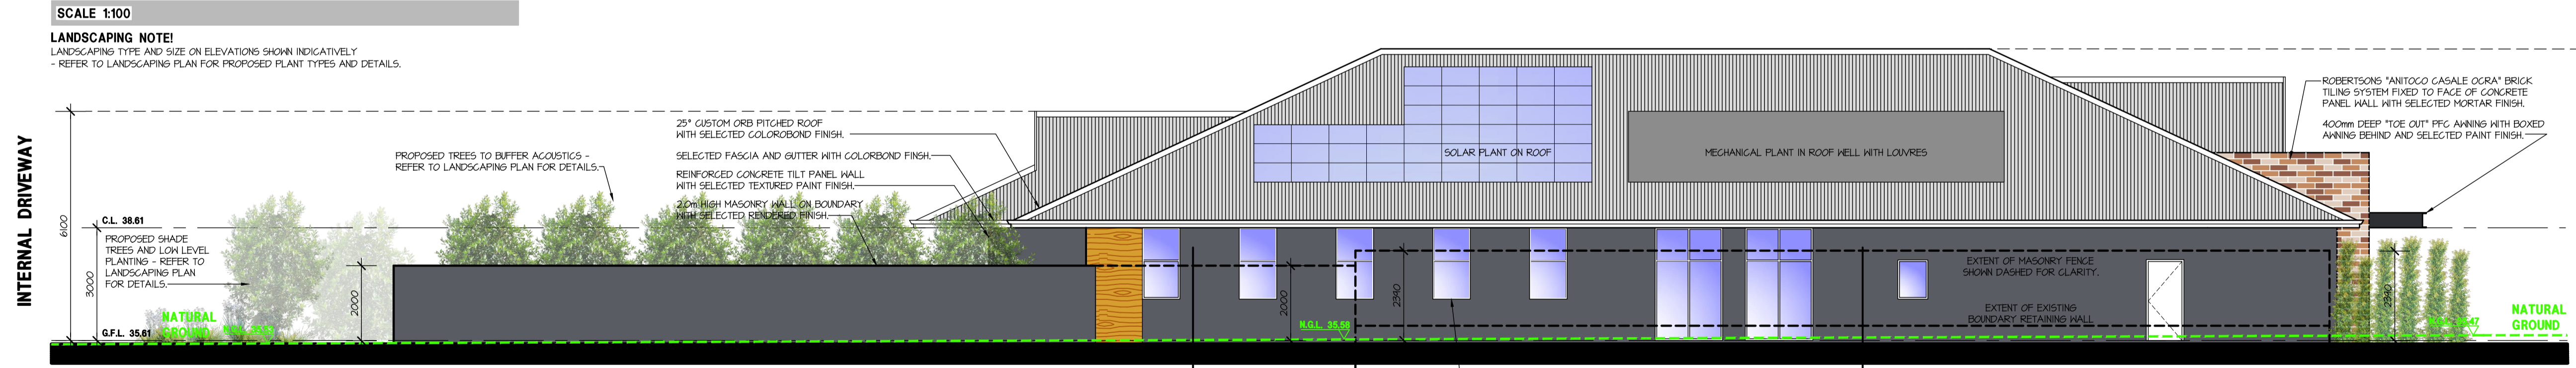 SCALE 1:100
LANDSCAPING NOTE!
LANDSCAPING TYPE AND SIZE ON ELEVATIONS SHOWN INDICATIVELY
- REFER TO LANDSCAPING PLAN FOR PROPOSED PLANT TYPES AND DETAILS.
INTERNAL DRIVEWAY
6100
C.L. 38.61
3000
PROPOSED SHADE
TREES AND LOW LEVEL
PLANTING - REFER TO
LANDSCAPING PLAN
FOR DETAILS.
G.F.L. 35.61
NATURAL
GROUND
2000
PROPOSED TREES TO BUFFER ACOUSTICS -
REFER TO LANDSCAPING PLAN FOR DETAILS.
25° CUSTOM ORB PITCHED ROOF
WITH SELECTED COLOROBOND FINISH.
SELECTED FASCIA AND GUTTER WITH COLORBOND FINSH.
REINFORCED CONCRETE TILT PANEL WALL
WITH SELECTED TEXTURED PAINT FINISH.
2.0m HIGH MASONRY WALL ON BOUNDARY
WITH SELECTED RENDERED FINISH.
SOLAR PLANT ON ROOF
MECHANICAL PLANT IN ROOF WELL WITH LOUVRES
2000
N.G.L. 35.58
2390
EXTENT OF MASONRY FENCE
SHOWN DASHED FOR CLARITY.
EXTENT OF EXISTING
BOUNDARY RETAINING WALL
ROBERTSONS "ANITOCO CASALE OCRA" BRICK
TILING SYSTEM FIXED TO FACE OF CONCRETE
PANEL WALL WITH SELECTED MORTAR FINISH.
400mm DEEP "TOE OUT" PFC AWNING WITH BOXED
AWNING BEHIND AND SELECTED PAINT FINISH.
2390
NATURAL
GROUND